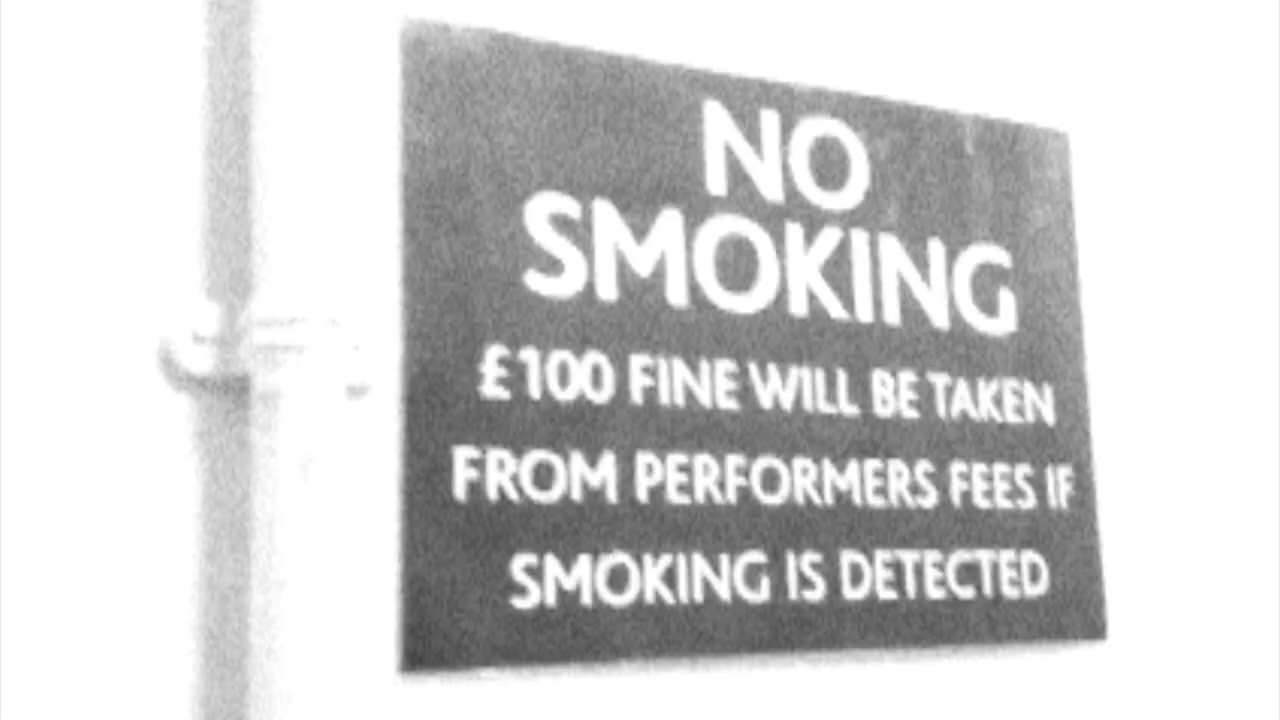 NO
SMOKING
£100 FINE WILL BE TAKEN
FROM PERFORMERS FEES IF
SMOKING IS DETECTED